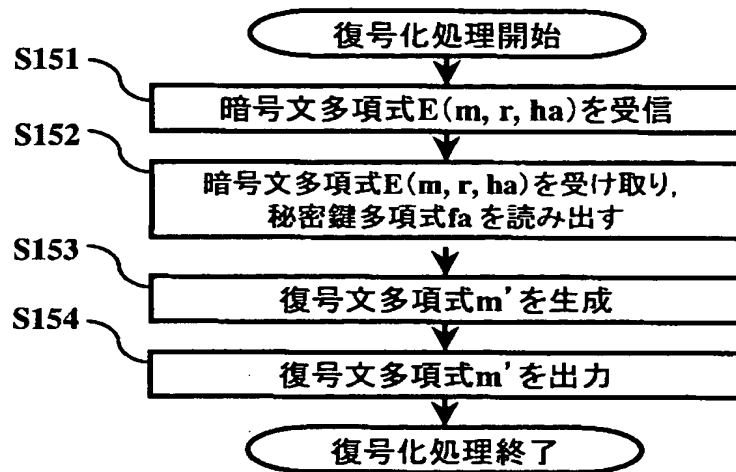 復号化処理開始
S151
暗号文多項式E(m, r, ha)を受信
S152
暗号文多項式E(m, r, ha)を受け取り,
秘密鍵多項式fa を読み出す
S153
復号文多項式m’を生成
S154
復号文多項式m’を出力
復号化処理終了